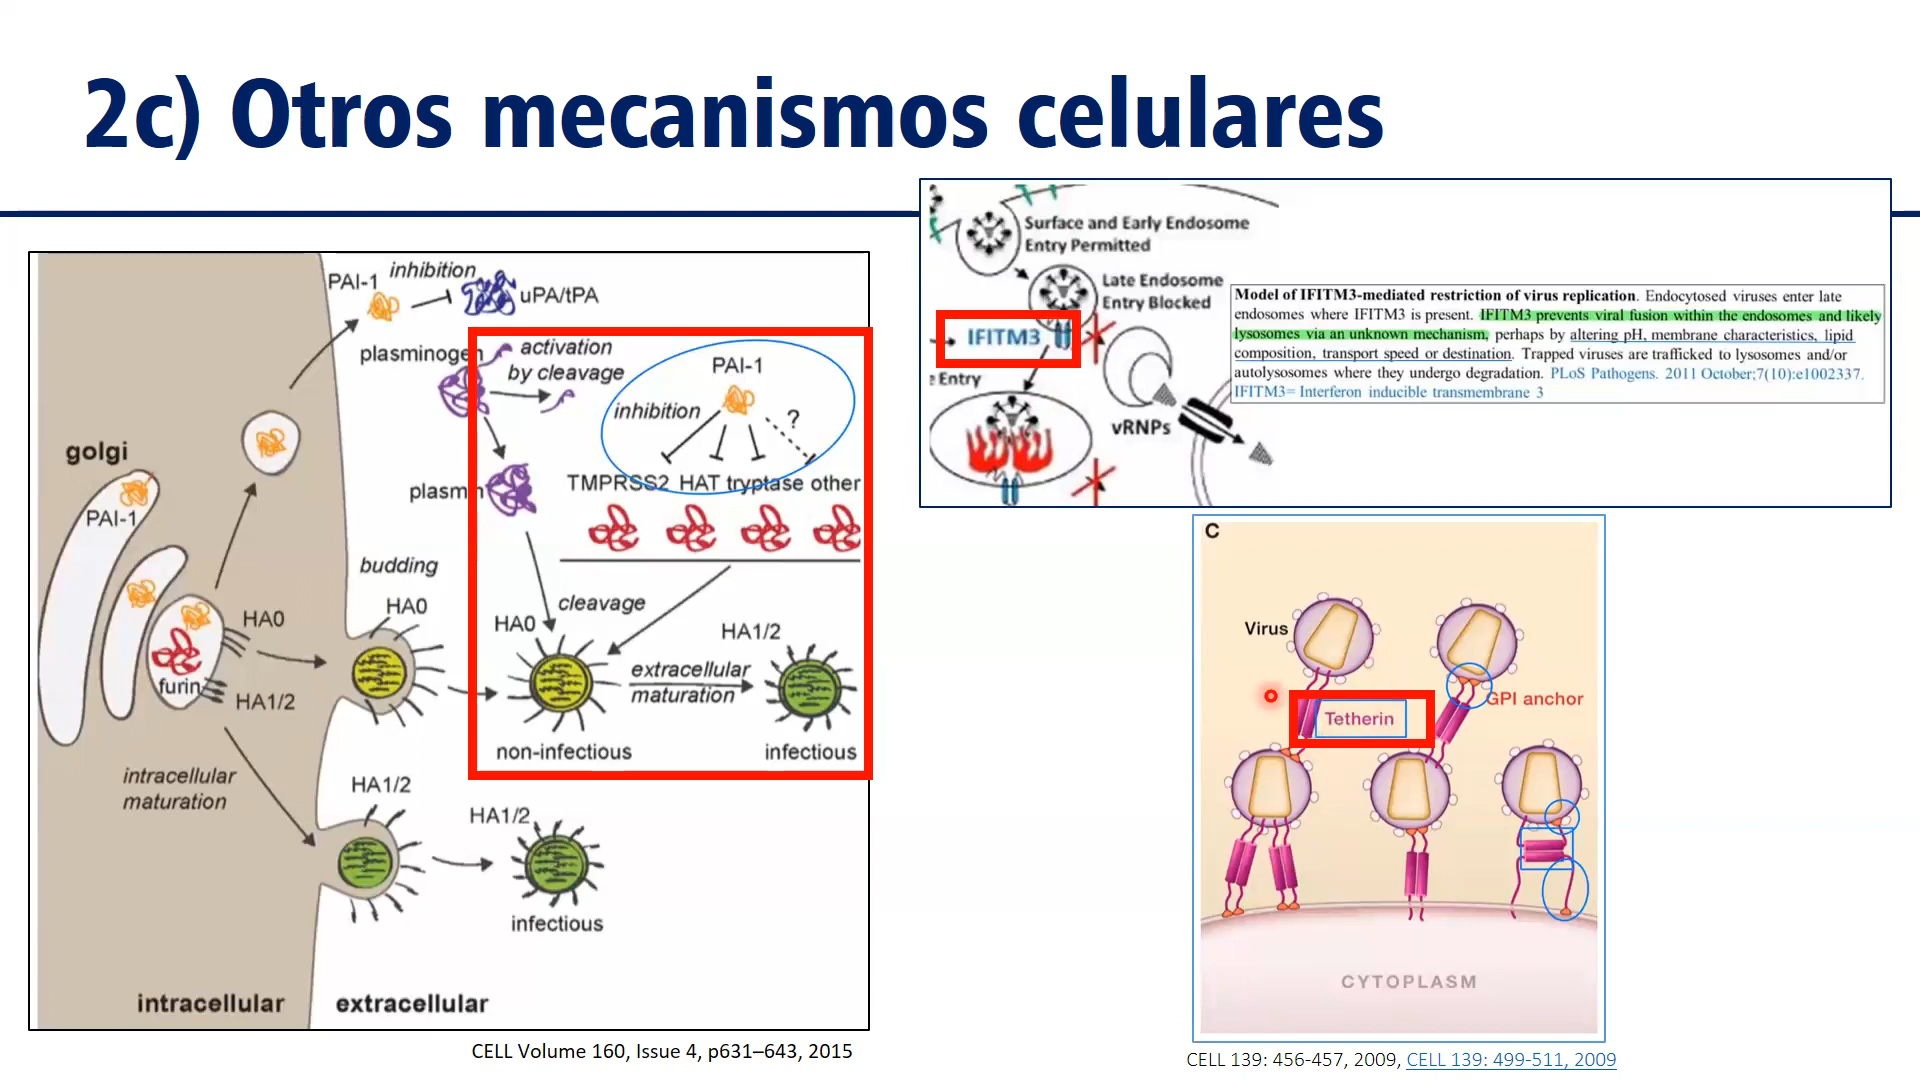 2c) Otros mecanismos celulares
PAI-1
inhibition
uPA/tPA
plasminogen
activation
by cleavage
PAI-1
inhibition
?
golgi
PAI-1
plasmin
TMPRSS2 HAT tryptase other
budding
HA0
HA0
cleavage
HA0
HA1/2
furin
HA1/2
extracellular
maturation
non-infectious
infectious
intracellular
maturation
HA1/2
HA1/2
infectious
intracellular
extracellular
CELL Volume 160, Issue 4, p631–643, 2015
Surface and Early Endosome
Entry Permitted
Late Endosome
Entry Blocked
IFITM3
Entry
vRNPs
Model of IFITM3-mediated restriction of virus replication. Endocytosed viruses enter late
endosomes where IFITM3 is present. IFITM3 prevents viral fusion within the endosomes and likely
lysosomes via an unknown mechanism, perhaps by altering pH, membrane characteristics, lipid
composition, transport speed or destination. Trapped viruses are trafficked to lysosomes and/or
autolysosomes where they undergo degradation. PLoS Pathogens. 2011 October;7(10):e1002337.
IFITM3= Interferon inducible transmembrane 3
C
Virus
GPI anchor
Tetherin
CYTOPLASM
CELL 139: 456-457, 2009, CELL 139: 499-511, 2009